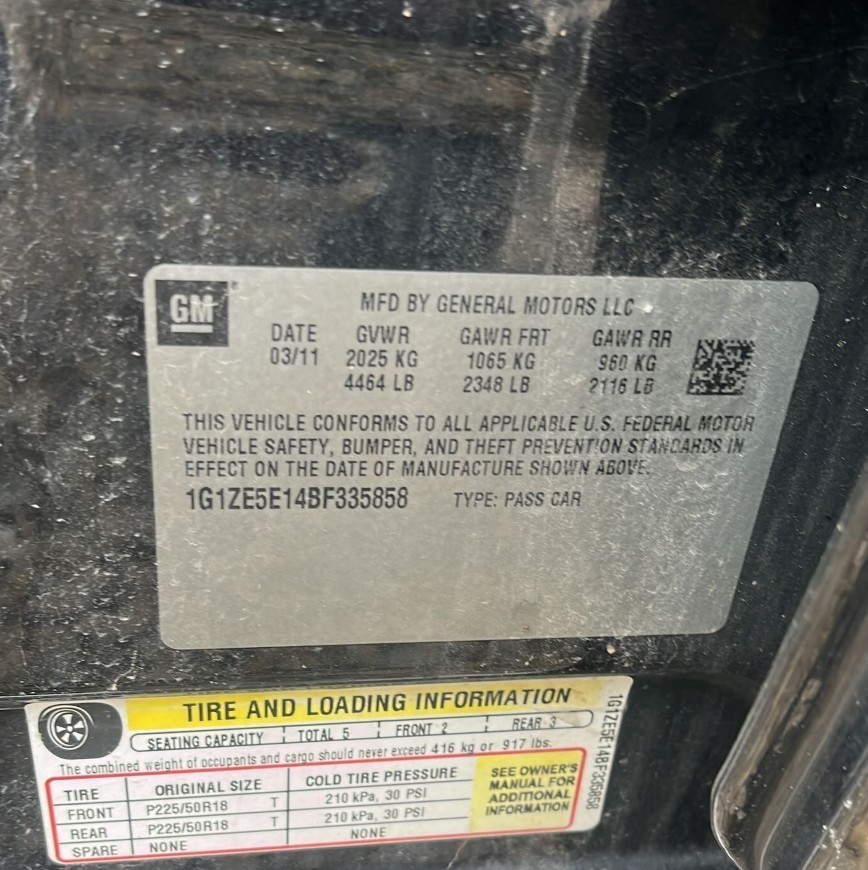 GM
MFD BY GENERAL MOTORS LLC
DATE GVWR GAWR FRT GAWR RR
03/11 2025 KG 1065 KG 960 KG
4464 LB 2348 LB 2116 LB
THIS VEHICLE CONFORMS TO ALL APPLICABLE U.S. FEDERAL MOTOR
VEHICLE SAFETY, BUMPER, AND THEFT PREVENTION STANDARDS IN
EFFECT ON THE DATE OF MANUFACTURE SHOWN ABOVE.
1G1ZE5E14BF335858 TYPE: PASS CAR
TIRE AND LOADING INFORMATION
SEATING CAPACITY TOTAL 5 FRONT 2 REAR 3
The combined weight of occupants and cargo should never exceed 416 kg or 917 lbs.
TIRE ORIGINAL SIZE COLD TIRE PRESSURE
FRONT P225/50R18 T 210 kPa, 30 PSI
REAR P225/50R18 T 210 kPa, 30 PSI
SPARE NONE NONE
SEE OWNER'S
MANUAL FOR
ADDITIONAL
INFORMATION
1G1ZE5E14BF335858